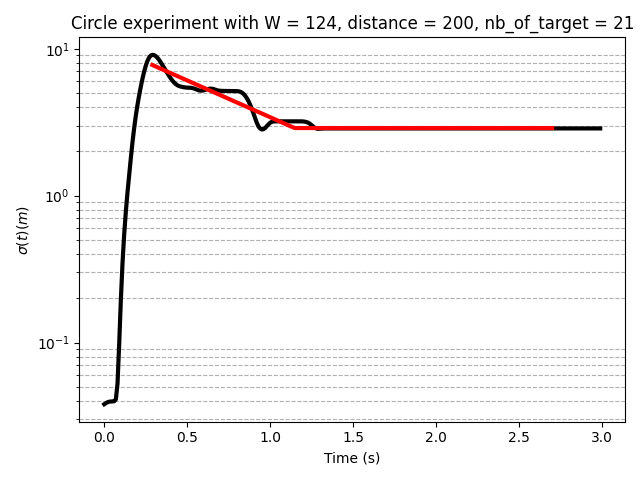 Circle experiment with W = 124, distance = 200, nb_of_target = 21
10¹
10⁰
10⁻¹
σ(t)(m)
0.0 0.5 1.0 1.5 2.0 2.5 3.0
Time (s)